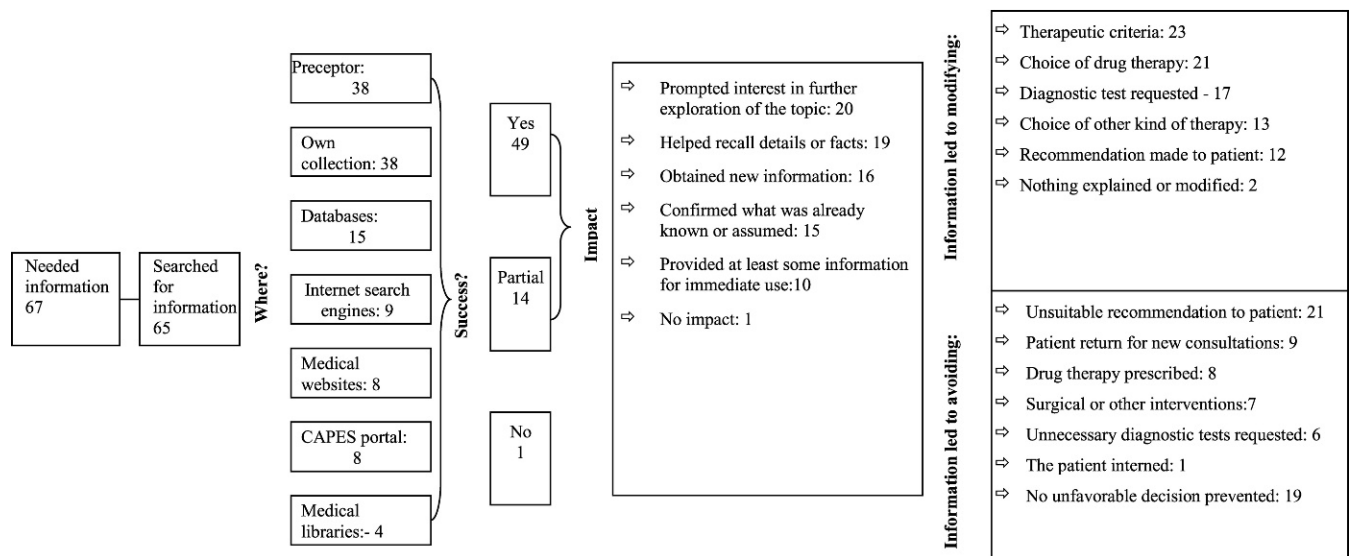 Needed
information
67
Searched
for
information
65
Where?
Preceptor:
38
Own
collection: 38
Databases:
15
Internet search
engines: 9
Medical
websites: 8
CAPES portal:
8
Medical
libraries:- 4
Success?
Yes
49
Partial
14
No
1
Impact
⇨ Prompted interest in further
exploration of the topic: 20
⇨ Helped recall details or facts: 19
⇨ Obtained new information: 16
⇨ Confirmed what was already
known or assumed: 15
⇨ Provided at least some information
for immediate use:10
⇨ No impact: 1
Information led to modifying:
⇨ Therapeutic criteria: 23
⇨ Choice of drug therapy: 21
⇨ Diagnostic test requested - 17
⇨ Choice of other kind of therapy: 13
⇨ Recommendation made to patient: 12
⇨ Nothing explained or modified: 2
Information led to avoiding:
⇨ Unsuitable recommendation to patient: 21
⇨ Patient return for new consultations: 9
⇨ Drug therapy prescribed: 8
⇨ Surgical or other interventions:7
⇨ Unnecessary diagnostic tests requested: 6
⇨ The patient interned: 1
⇨ No unfavorable decision prevented: 19